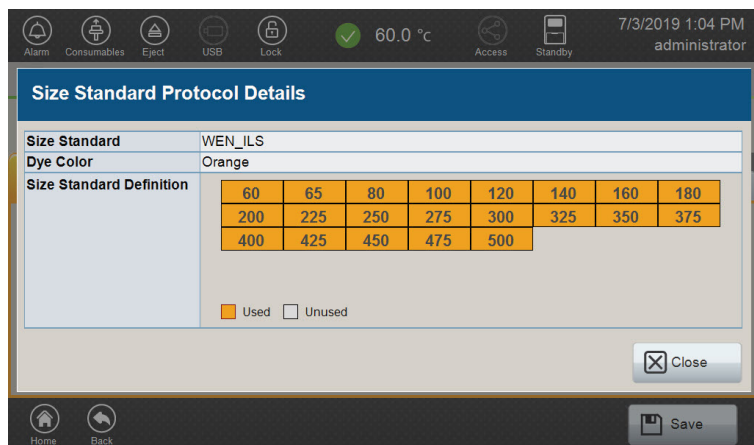 7/3/2019 1:04 PM
60.0 °c
administrator
Alarm Consumables Eject USB Lock Access Standby
Size Standard Protocol Details
Size Standard WEN_ILS
Dye Color Orange
Size Standard Definition
60 65 80 100 120 140 160 180
200 225 250 275 300 325 350 375
400 425 450 475 500
Used Unused
Close
Save
Home Back